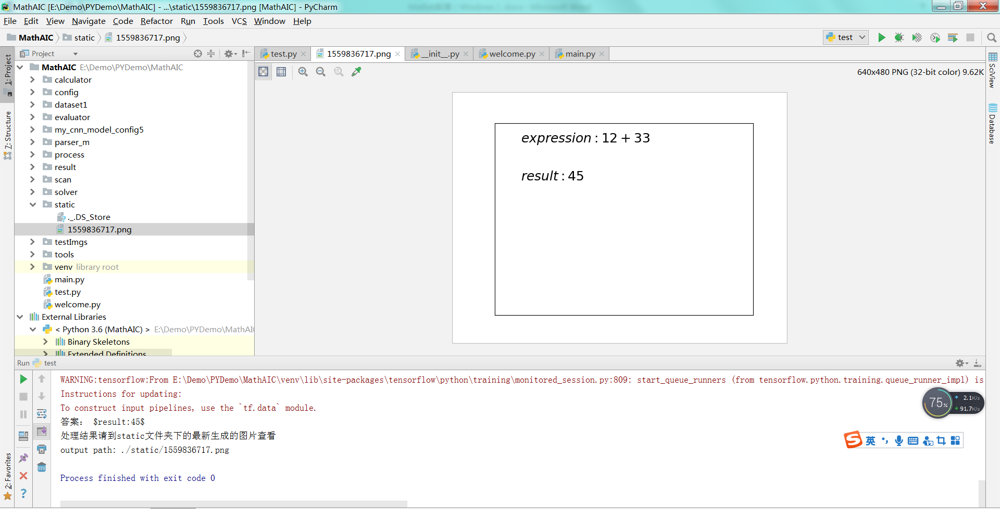 MathAIC [E:\Demo\PYDemo\MathAIC] - ...\static\1559836717.png [MathAIC] - PyCharm
File Edit View Navigate Code Refactor Run Tools VCS Window Help
MathAIC static 1559836717.png
test
Project
test.py 1559836717.png __init__.py welcome.py main.py
640x480 PNG (32-bit color) 9.62K
1: Project
7: Structure
2: Favorites
SciView
Database
MathAIC E:\Demo\PYDemo\MathAIC
calculator
config
dataset1
evaluator
my_cnn_model_config5
parser_m
process
result
scan
solver
static
._.DS_Store
1559836717.png
testImgs
tools
venv library root
main.py
test.py
welcome.py
External Libraries
< Python 3.6 (MathAIC) > E:\Demo\PYDemo\MathAIC
Binary Skeletons
Extended Definitions
expression : 12 + 33
result : 45
Run test
WARNING:tensorflow:From E:\Demo\PYDemo\MathAIC\venv\lib\site-packages\tensorflow\python\training\monitored_session.py:809: start_queue_runners (from tensorflow.python.training.queue_runner_impl) is
Instructions for updating:
To construct input pipelines, use the `tf.data` module.
答案: $result:45$
处理结果请到static文件夹下的最新生成的图片查看
output path: ./static/1559836717.png
Process finished with exit code 0
75%
2.1K/s
91.7K/s
英